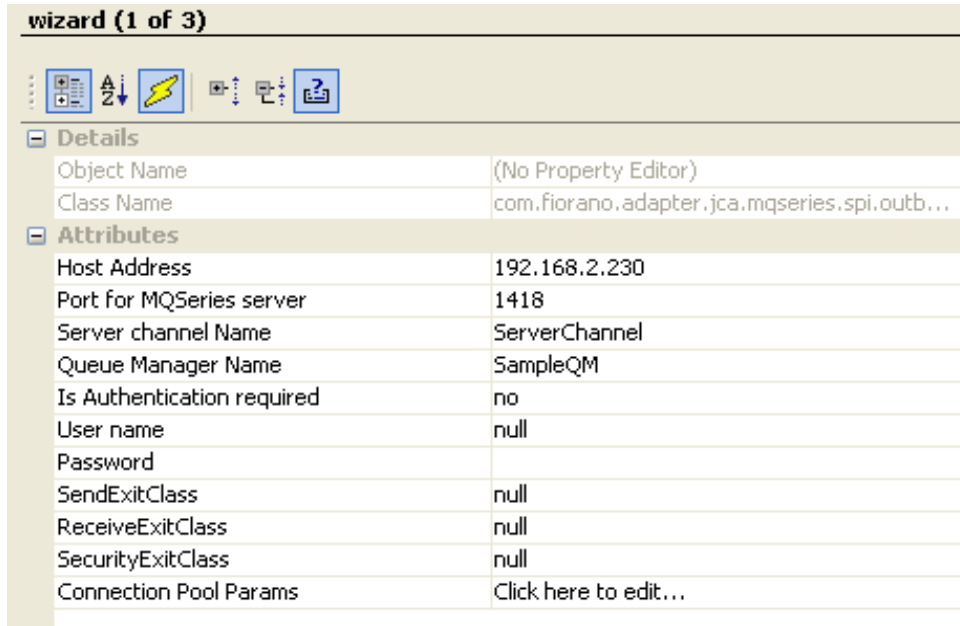 wizard (1 of 3)
Details
Object Name (No Property Editor)
Class Name com.fiorano.adapter.jca.mqseries.spi.outb...
Attributes
Host Address 192.168.2.230
Port for MQSeries server 1418
Server channel Name ServerChannel
Queue Manager Name SampleQM
Is Authentication required no
User name null
Password
SendExitClass null
ReceiveExitClass null
SecurityExitClass null
Connection Pool Params Click here to edit...